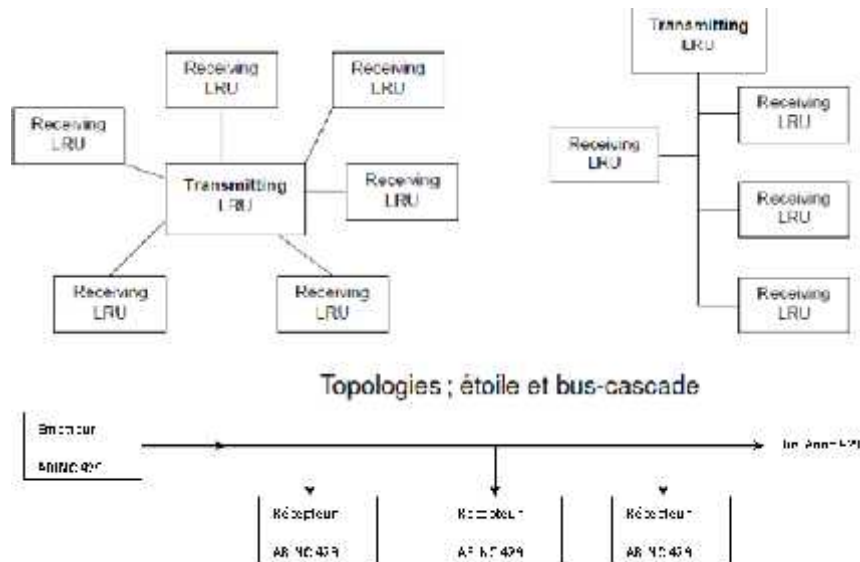 Receiving
LRU
Receiving
LRU
Receiving
LRU
Transmitting
LRU
Receiving
LRU
Receiving
LRU
Receiving
LRU
Transmitting
LRU
Receiving
LRU
Receiving
LRU
Receiving
LRU
Receiving
LRU
Topologies ; étoile et bus-cascade
Emetteur
ARINC 429
Récepteur
ARINC 429
Récepteur
ARINC 429
Récepteur
ARINC 429